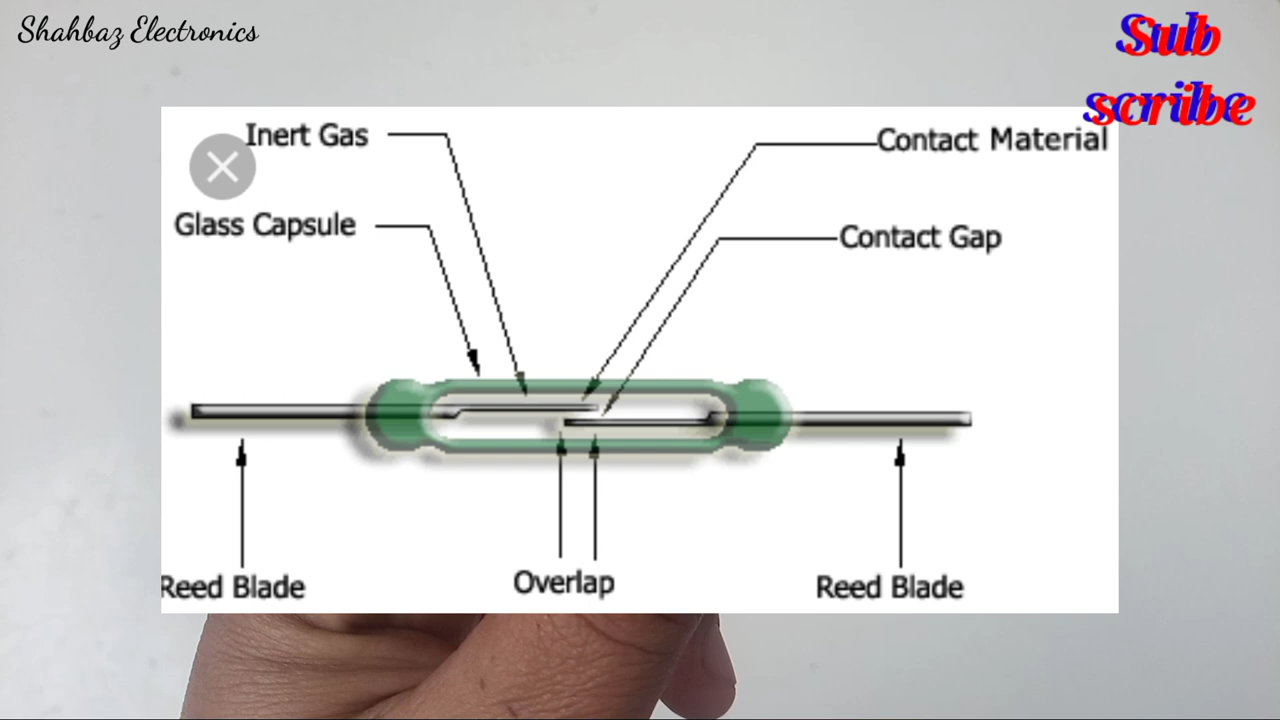 Shahbaz Electronics
Sub
scribe
Inert Gas
Contact Material
Glass Capsule
Contact Gap
Reed Blade
Overlap
Reed Blade